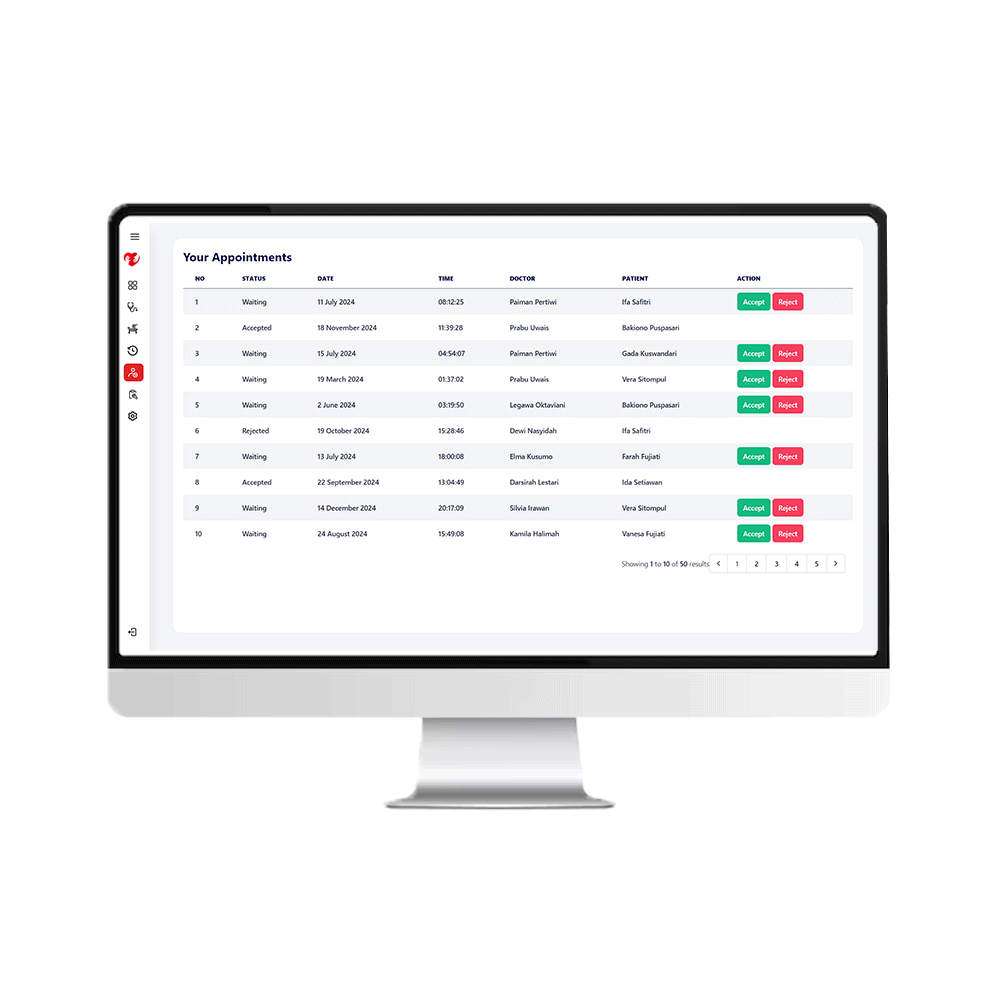 Your Appointments
NO STATUS DATE TIME DOCTOR PATIENT ACTION
1 Waiting 11 July 2024 08:12:25 Paiman Pertiwi Ifa Safitri Accept Reject
2 Accepted 18 November 2024 11:39:28 Prabu Uwais Bakiono Puspasari
3 Waiting 15 July 2024 04:54:07 Paiman Pertiwi Gada Kuswandari Accept Reject
4 Waiting 19 March 2024 01:37:02 Prabu Uwais Vera Sitompul Accept Reject
5 Waiting 2 June 2024 03:19:50 Legawa Oktaviani Bakiono Puspasari Accept Reject
6 Rejected 19 October 2024 15:28:46 Dewi Nasyidah Ifa Safitri
7 Waiting 13 July 2024 18:00:08 Elma Kusumo Farah Fujiati Accept Reject
8 Accepted 22 September 2024 13:04:49 Darsirah Lestari Ida Setiawan
9 Waiting 14 December 2024 20:17:09 Silvia Irawan Vera Sitompul Accept Reject
10 Waiting 24 August 2024 15:49:08 Kamila Halimah Vanesa Fujiati Accept Reject
Showing 1 to 10 of 50 results < 1 2 3 4 5 >